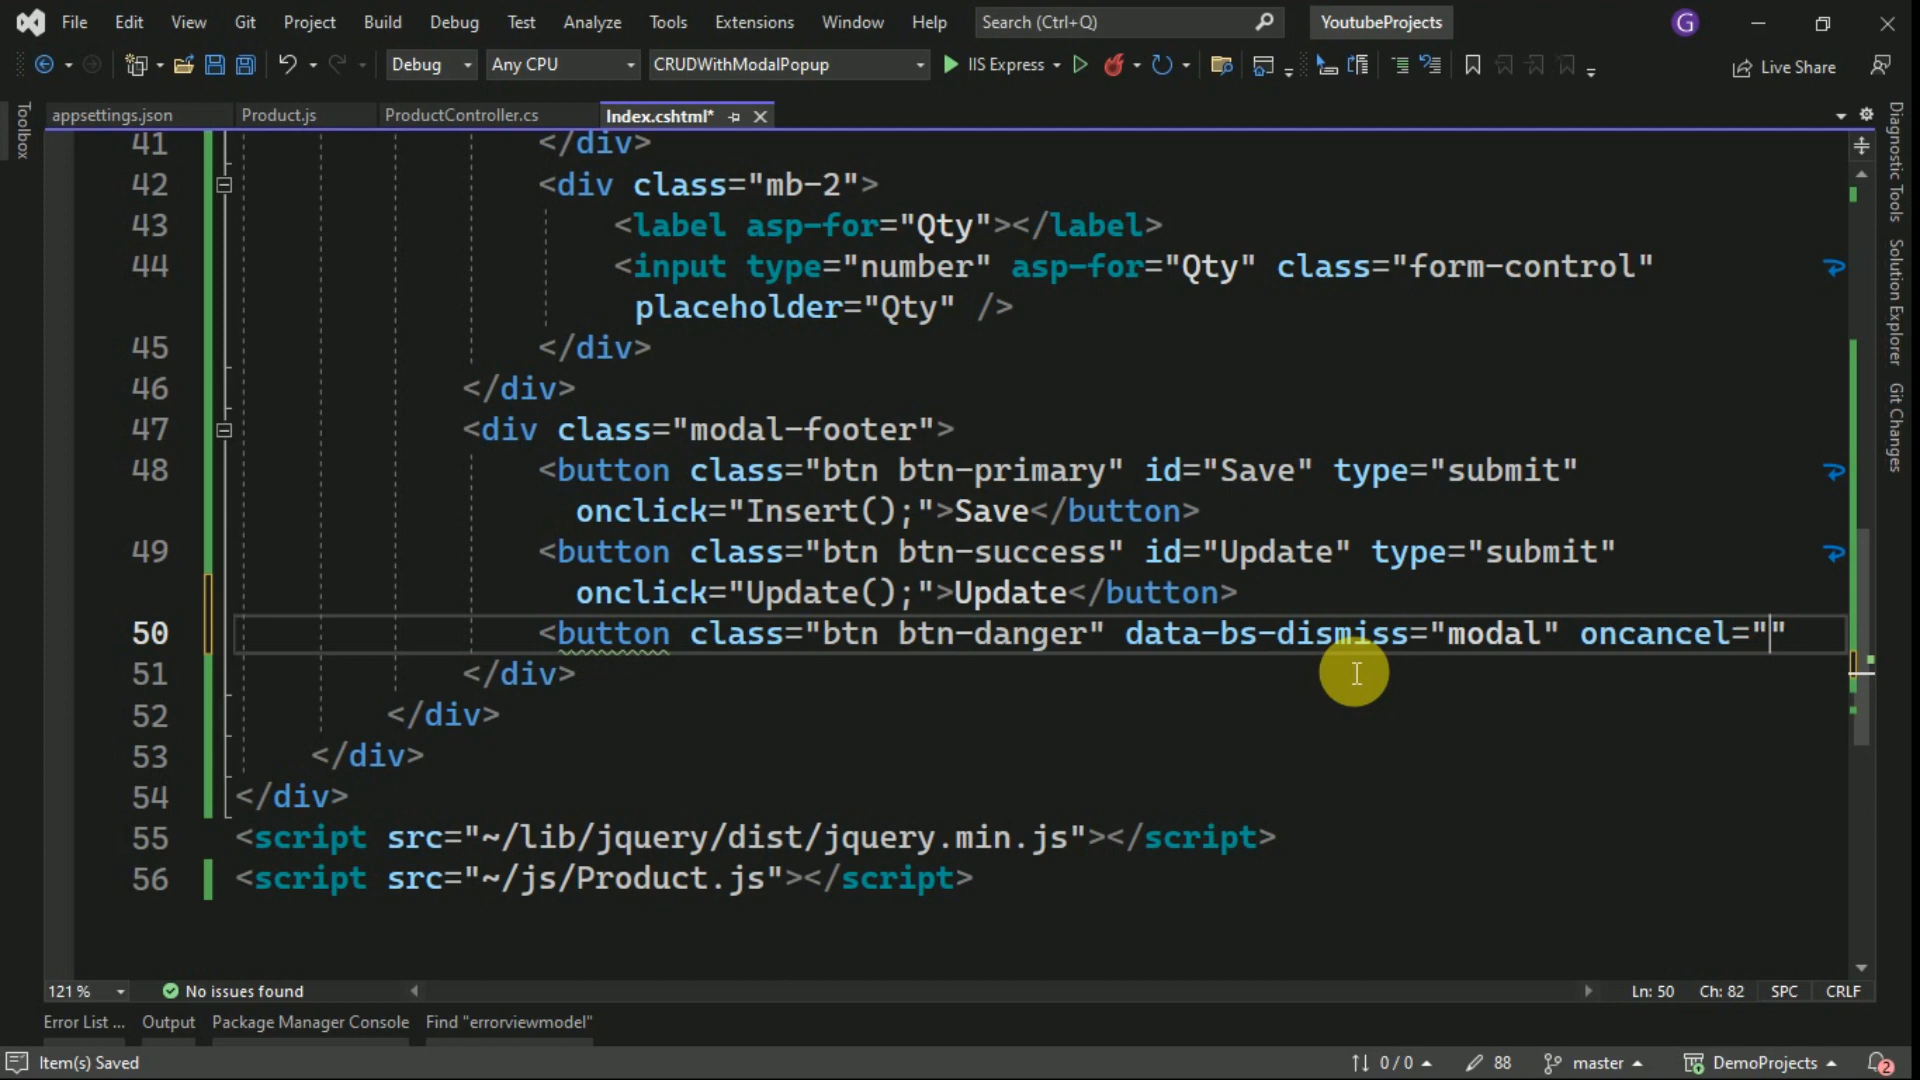 File Edit View Git Project Build Debug Test Analyze Tools Extensions Window Help Search (Ctrl+Q) YoutubeProjects G
Debug Any CPU CRUDWithModalPopup IIS Express Live Share
Toolbox
appsettings.json Product.js ProductController.cs Index.cshtml*
41 </div>
42 <div class="mb-2">
43 <label asp-for="Qty"></label>
44 <input type="number" asp-for="Qty" class="form-control"
placeholder="Qty" />
45 </div>
46 </div>
47 <div class="modal-footer">
48 <button class="btn btn-primary" id="Save" type="submit"
onclick="Insert();">Save</button>
49 <button class="btn btn-success" id="Update" type="submit"
onclick="Update();">Update</button>
50 <button class="btn btn-danger" data-bs-dismiss="modal" oncancel=""
51 </div>
52 </div>
53 </div>
54 </div>
55 <script src="~/lib/jquery/dist/jquery.min.js"></script>
56 <script src="~/js/Product.js"></script>
Diagnostic Tools
Solution Explorer
Git Changes
121 % No issues found Ln: 50 Ch: 82 SPC CRLF
Error List ... Output Package Manager Console Find "errorviewmodel"
Item(s) Saved 0 / 0 88 master DemoProjects 2